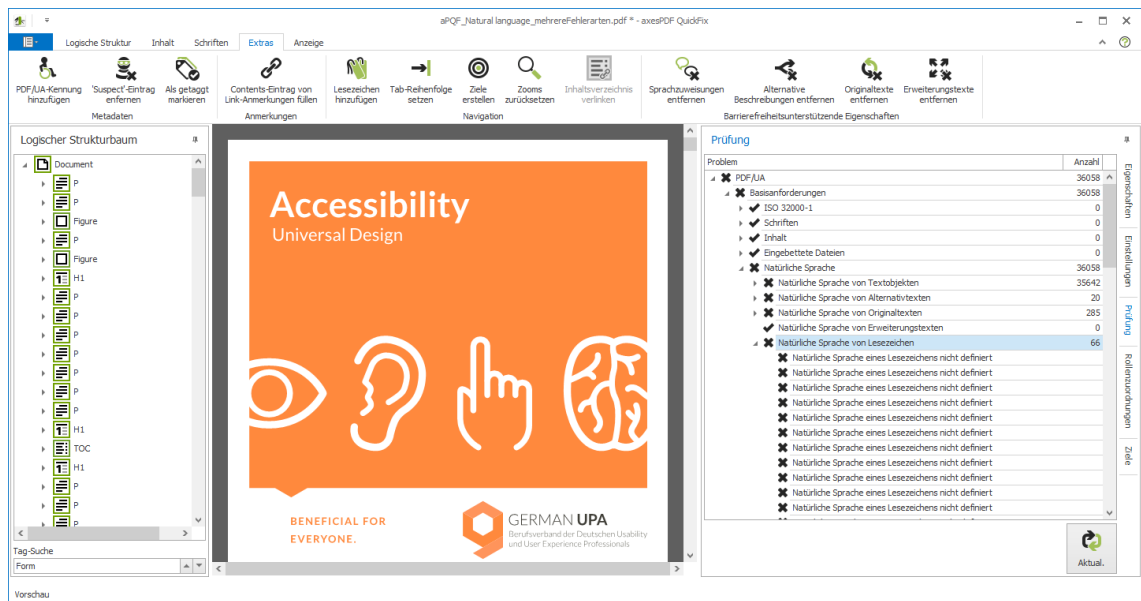 aPQF_Natural language_mehrereFehlerarten.pdf * - axesPDF QuickFix
Logische Struktur Inhalt Schriften Extras Anzeige
PDF/UA-Kennung hinzufügen
'Suspect'-Eintrag entfernen
Als getaggt markieren
Metadaten
Contents-Eintrag von Link-Anmerkungen füllen
Anmerkungen
Lesezeichen hinzufügen
Tab-Reihenfolge setzen
Ziele erstellen
Zooms zurücksetzen
Inhaltsverzeichnis verlinken
Navigation
Sprachzuweisungen entfernen
Alternative Beschreibungen entfernen
Originaltexte entfernen
Erweiterungstexte entfernen
Barrierefreiheitsunterstützende Eigenschaften
Logischer Strukturbaum
Document
P
P
Figure
P
Figure
H1
P
P
P
P
P
P
P
H1
TOC
H1
P
P
P
Tag-Suche
Form
Vorschau
Accessibility
Universal Design
BENEFICIAL FOR
EVERYONE.
GERMAN UPA
Berufsverband der Deutschen Usability
und User Experience Professionals
Prüfung
Problem Anzahl
PDF/UA 36058
Basisanforderungen 36058
ISO 32000-1 0
Schriften 0
Inhalt 0
Eingebettete Dateien 0
Natürliche Sprache 36058
Natürliche Sprache von Textobjekten 35642
Natürliche Sprache von Alternativtexten 20
Natürliche Sprache von Originaltexten 285
Natürliche Sprache von Erweiterungstexten 0
Natürliche Sprache von Lesezeichen 66
Natürliche Sprache eines Lesezeichens nicht definiert
Natürliche Sprache eines Lesezeichens nicht definiert
Natürliche Sprache eines Lesezeichens nicht definiert
Natürliche Sprache eines Lesezeichens nicht definiert
Natürliche Sprache eines Lesezeichens nicht definiert
Natürliche Sprache eines Lesezeichens nicht definiert
Natürliche Sprache eines Lesezeichens nicht definiert
Natürliche Sprache eines Lesezeichens nicht definiert
Natürliche Sprache eines Lesezeichens nicht definiert
Natürliche Sprache eines Lesezeichens nicht definiert
Natürliche Sprache eines Lesezeichens nicht definiert
Aktual.
Eigenschaften
Einstellungen
Prüfung
Rollenzuordnungen
Ziele